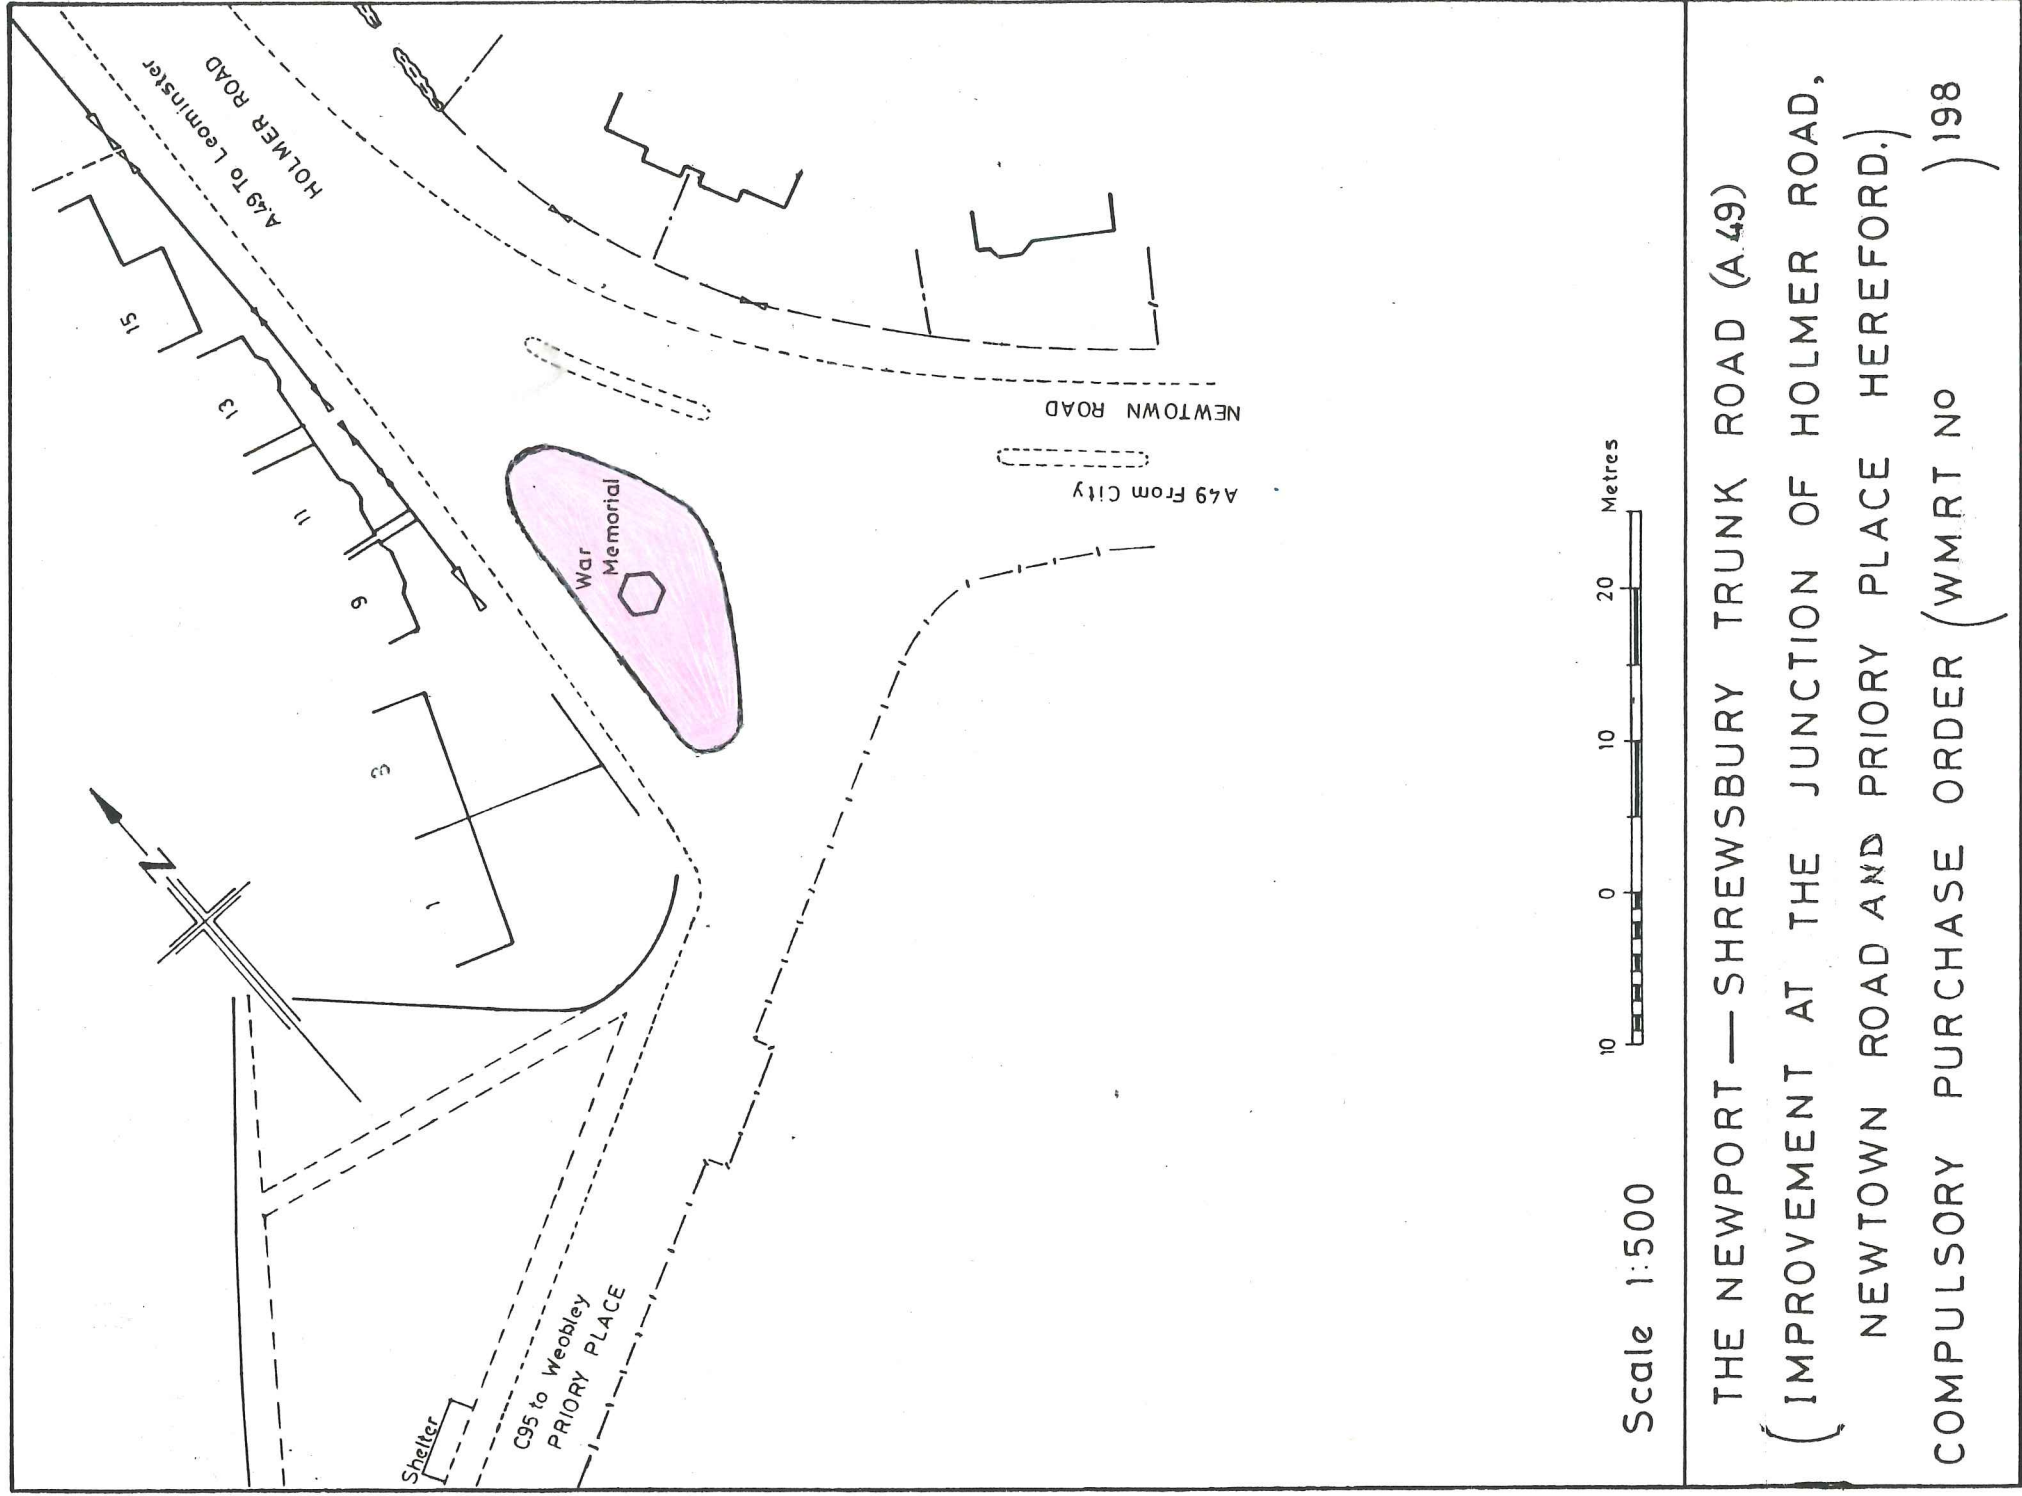 A49 To Leominster
HOLMER ROAD
15
13
11
9
3
1
N
War
Memorial
NEWTOWN ROAD
A49 From City
Shelter
C95 to Weobley
PRIORY PLACE
10 0 10 20 Metres
Scale 1:500
THE NEWPORT — SHREWSBURY TRUNK ROAD (A.49)
(IMPROVEMENT AT THE JUNCTION OF HOLMER ROAD,
NEWTOWN ROAD AND PRIORY PLACE HEREFORD.)
COMPULSORY PURCHASE ORDER (WMRT NO ) 198